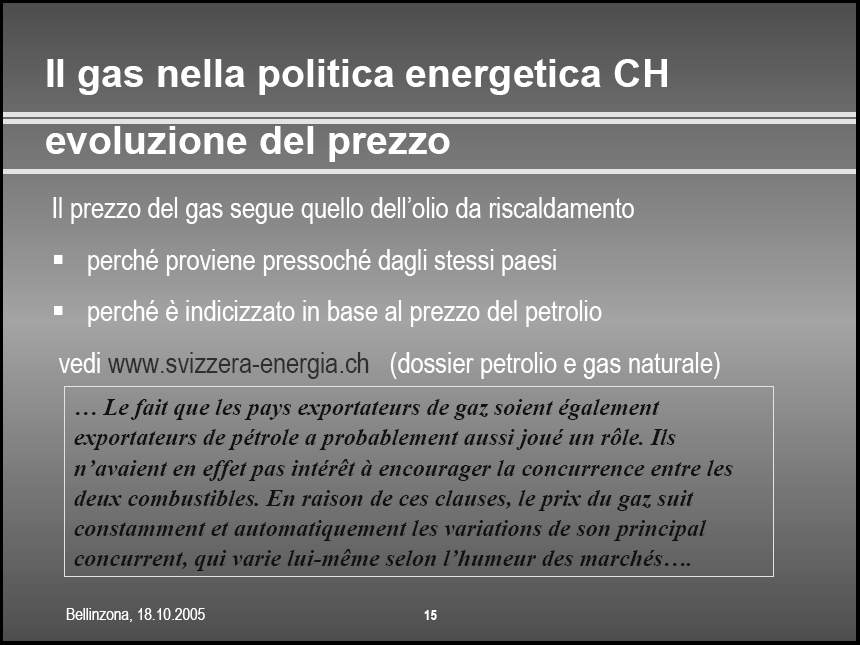 Il gas nella politica energetica CH
evoluzione del prezzo
Il prezzo del gas segue quello dell’olio da riscaldamento
▪ perché proviene pressoché dagli stessi paesi
▪ perché è indicizzato in base al prezzo del petrolio
vedi www.svizzera-energia.ch (dossier petrolio e gas naturale)
… Le fait que les pays exportateurs de gaz soient également
exportateurs de pétrole a probablement aussi joué un rôle. Ils
n’avaient en effet pas intérêt à encourager la concurrence entre les
deux combustibles. En raison de ces clauses, le prix du gaz suit
constamment et automatiquement les variations de son principal
concurrent, qui varie lui-même selon l’humeur des marchés….
Bellinzona, 18.10.2005
15